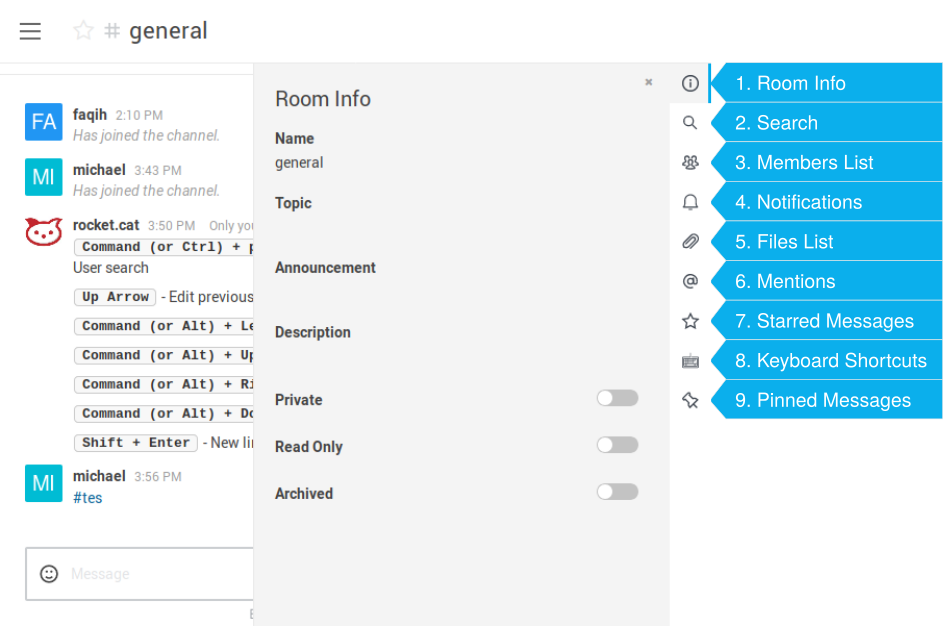 # general
faqih 2:10 PM
FA
Has joined the channel.
michael 3:43 PM
MI
Has joined the channel.
rocket.cat 3:50 PM Only you
Command (or Ctrl) + p
User search
Up Arrow - Edit previous
Command (or Alt) + Le
Command (or Alt) + Up
Command (or Alt) + Ri
Command (or Alt) + Do
Shift + Enter - New lin
michael 3:56 PM
MI
#tes
Message
Room Info
Name
general
Topic
Announcement
Description
Private
Read Only
Archived
1. Room Info
2. Search
3. Members List
4. Notifications
5. Files List
6. Mentions
7. Starred Messages
8. Keyboard Shortcuts
9. Pinned Messages